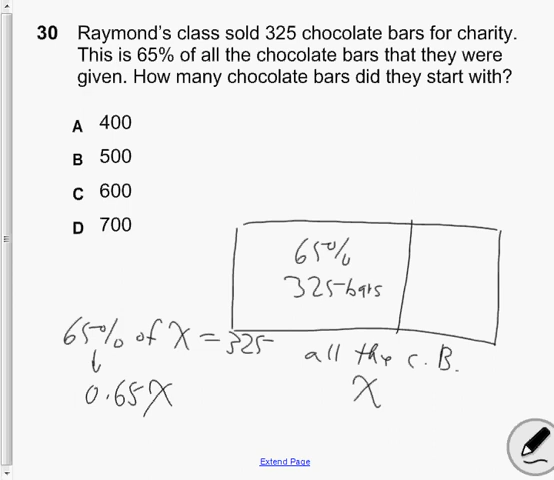 30 Raymond's class sold 325 chocolate bars for charity.
This is 65% of all the chocolate bars that they were
given. How many chocolate bars did they start with?
A 400
B 500
C 600
D 700
65%
325 bars
65% of X = 325
all the C.B.
0.65X
X
Extend Page